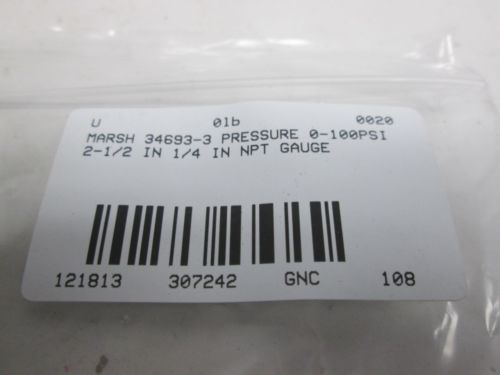 U 01b 0020
MARSH 34693-3 PRESSURE 0-100PSI
2-1/2 IN 1/4 IN NPT GAUGE
121813 307242 GNC 108